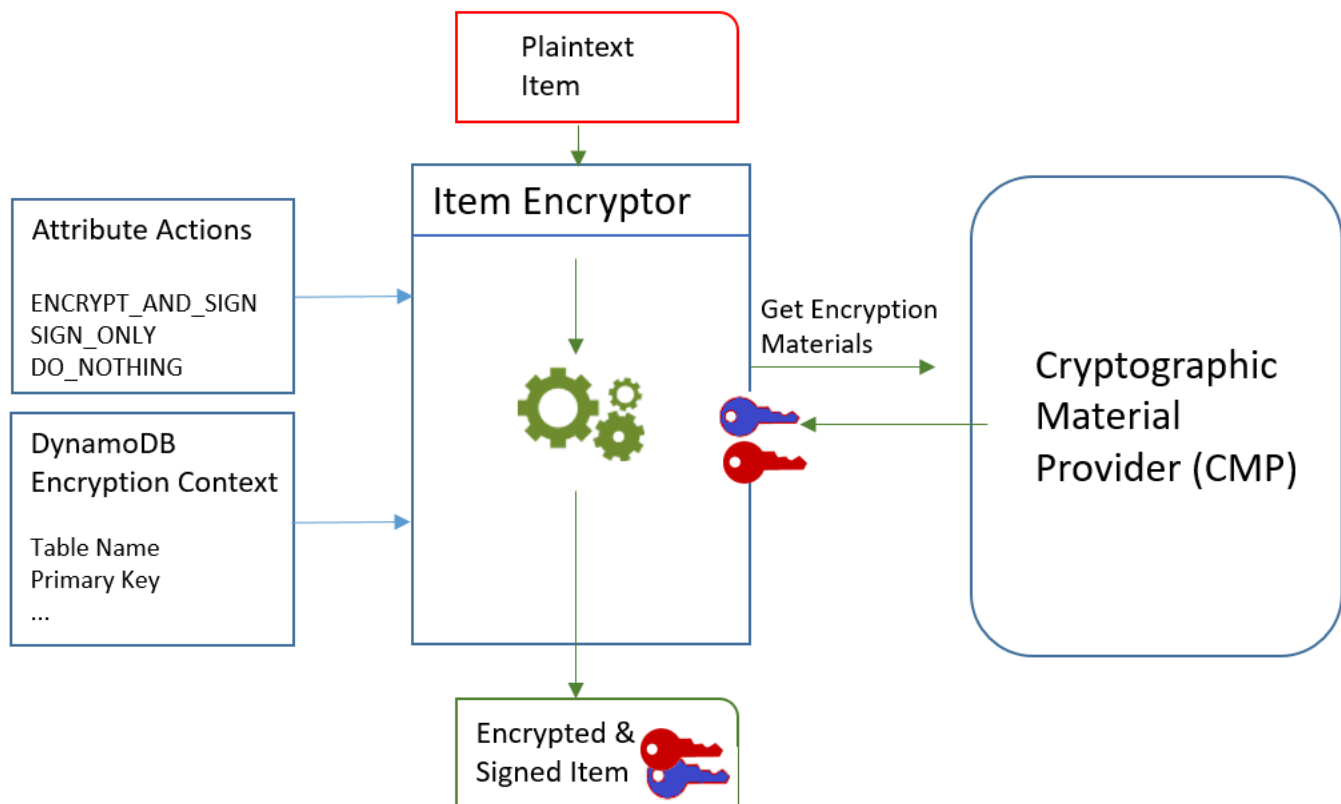 Plaintext
Item
Item Encryptor
Attribute Actions
ENCRYPT_AND_SIGN
SIGN_ONLY
DO_NOTHING
DynamoDB
Encryption Context
Table Name
Primary Key
...
Get Encryption
Materials
Cryptographic
Material
Provider (CMP)
Encrypted &
Signed Item